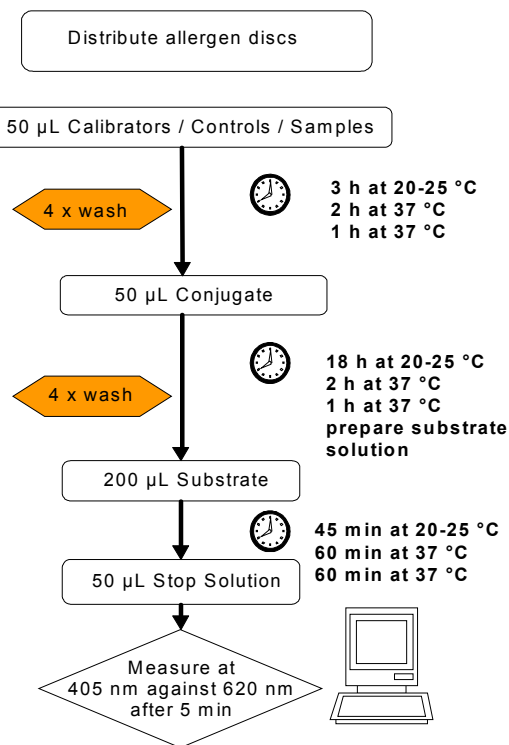 Distribute allergen discs
50 µL Calibrators / Controls / Samples
4 x wash
3 h at 20-25 °C
2 h at 37 °C
1 h at 37 °C
50 µL Conjugate
4 x wash
18 h at 20-25 °C
2 h at 37 °C
1 h at 37 °C
prepare substrate
solution
200 µL Substrate
45 min at 20-25 °C
60 min at 37 °C
60 min at 37 °C
50 µL Stop Solution
Measure at
405 nm against 620 nm
after 5 min